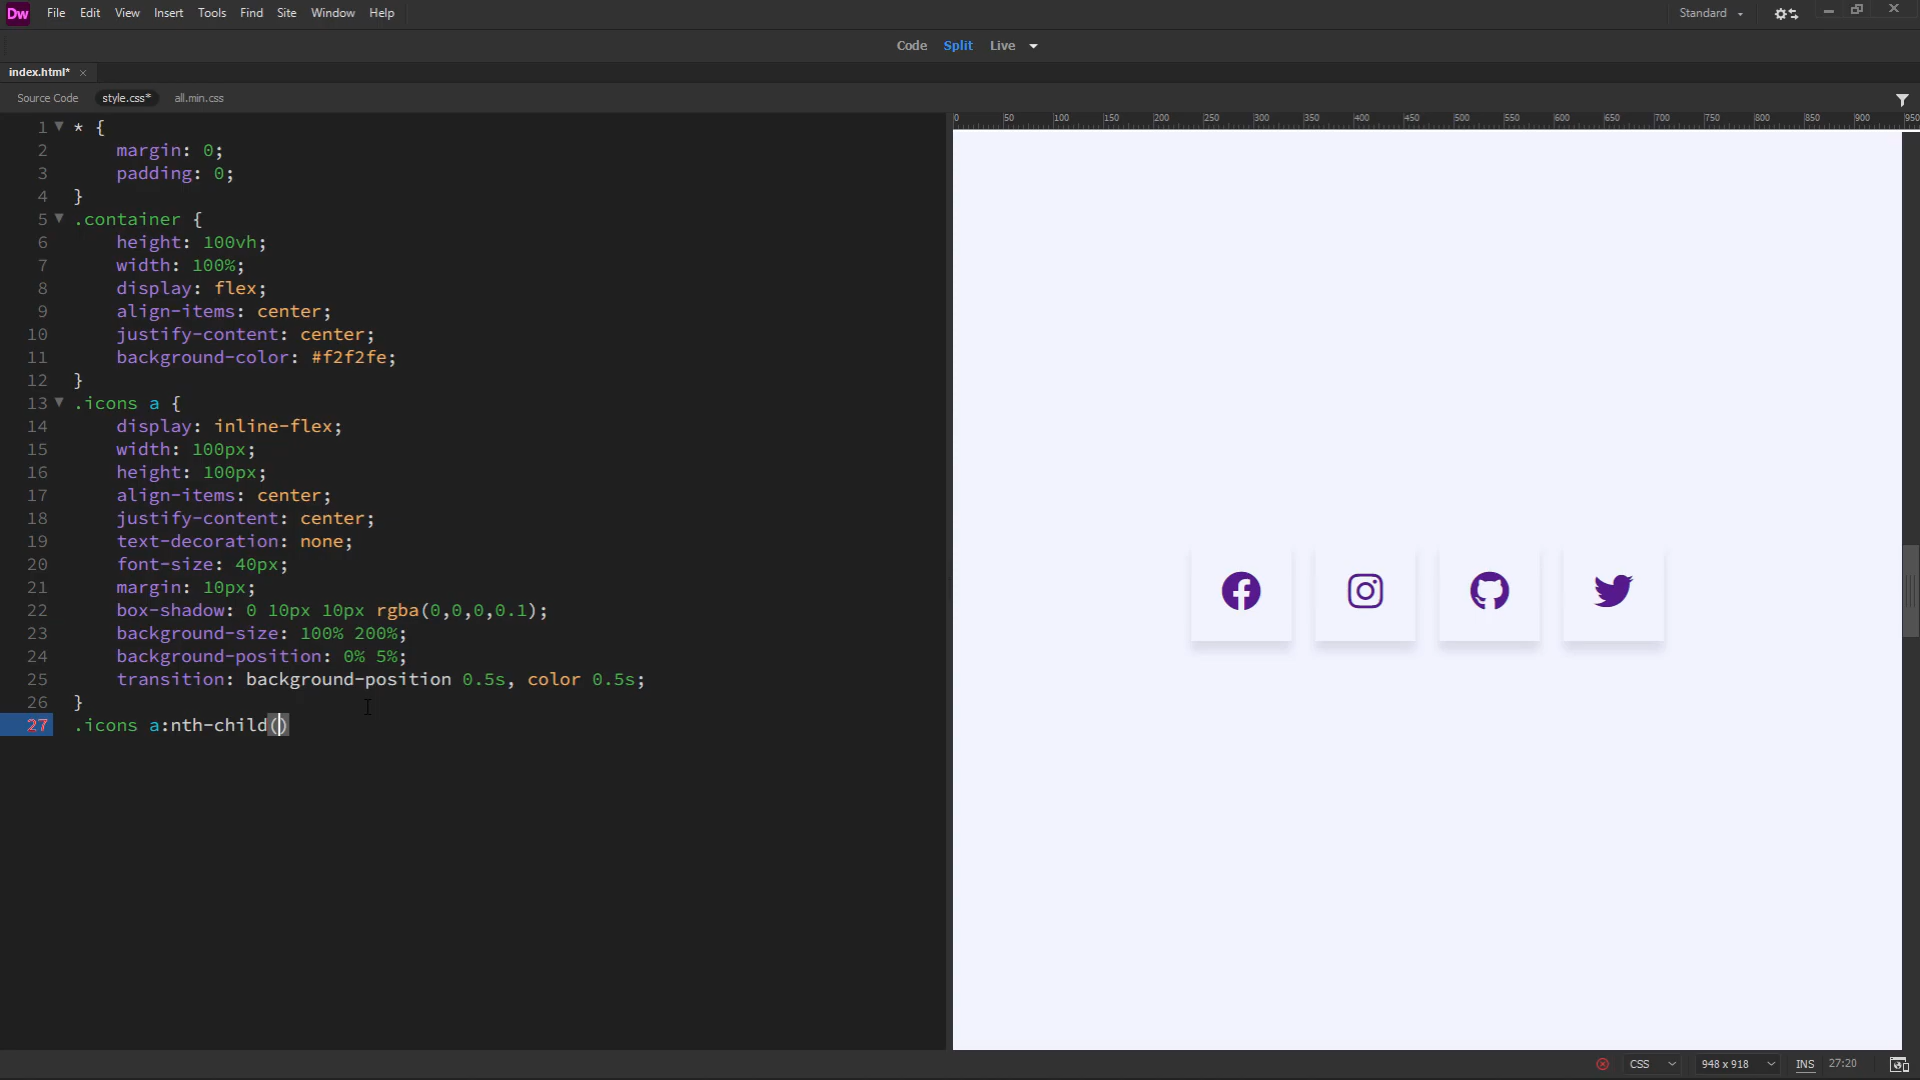 Dw File Edit View Insert Tools Find Site Window Help Standard
Code Split Live
index.html*
Source Code style.css* all.min.css
0 50 100 150 200 250 300 350 400 450 500 550 600 650 700 750 800 850 900 950
1 * {
2 margin: 0;
3 padding: 0;
4 }
5 .container {
6 height: 100vh;
7 width: 100%;
8 display: flex;
9 align-items: center;
10 justify-content: center;
11 background-color: #f2f2fe;
12 }
13 .icons a {
14 display: inline-flex;
15 width: 100px;
16 height: 100px;
17 align-items: center;
18 justify-content: center;
19 text-decoration: none;
20 font-size: 40px;
21 margin: 10px;
22 box-shadow: 0 10px 10px rgba(0,0,0,0.1);
23 background-size: 100% 200%;
24 background-position: 0% 5%;
25 transition: background-position 0.5s, color 0.5s;
26 }
27 .icons a:nth-child()
CSS 948 x 918 INS 27:20